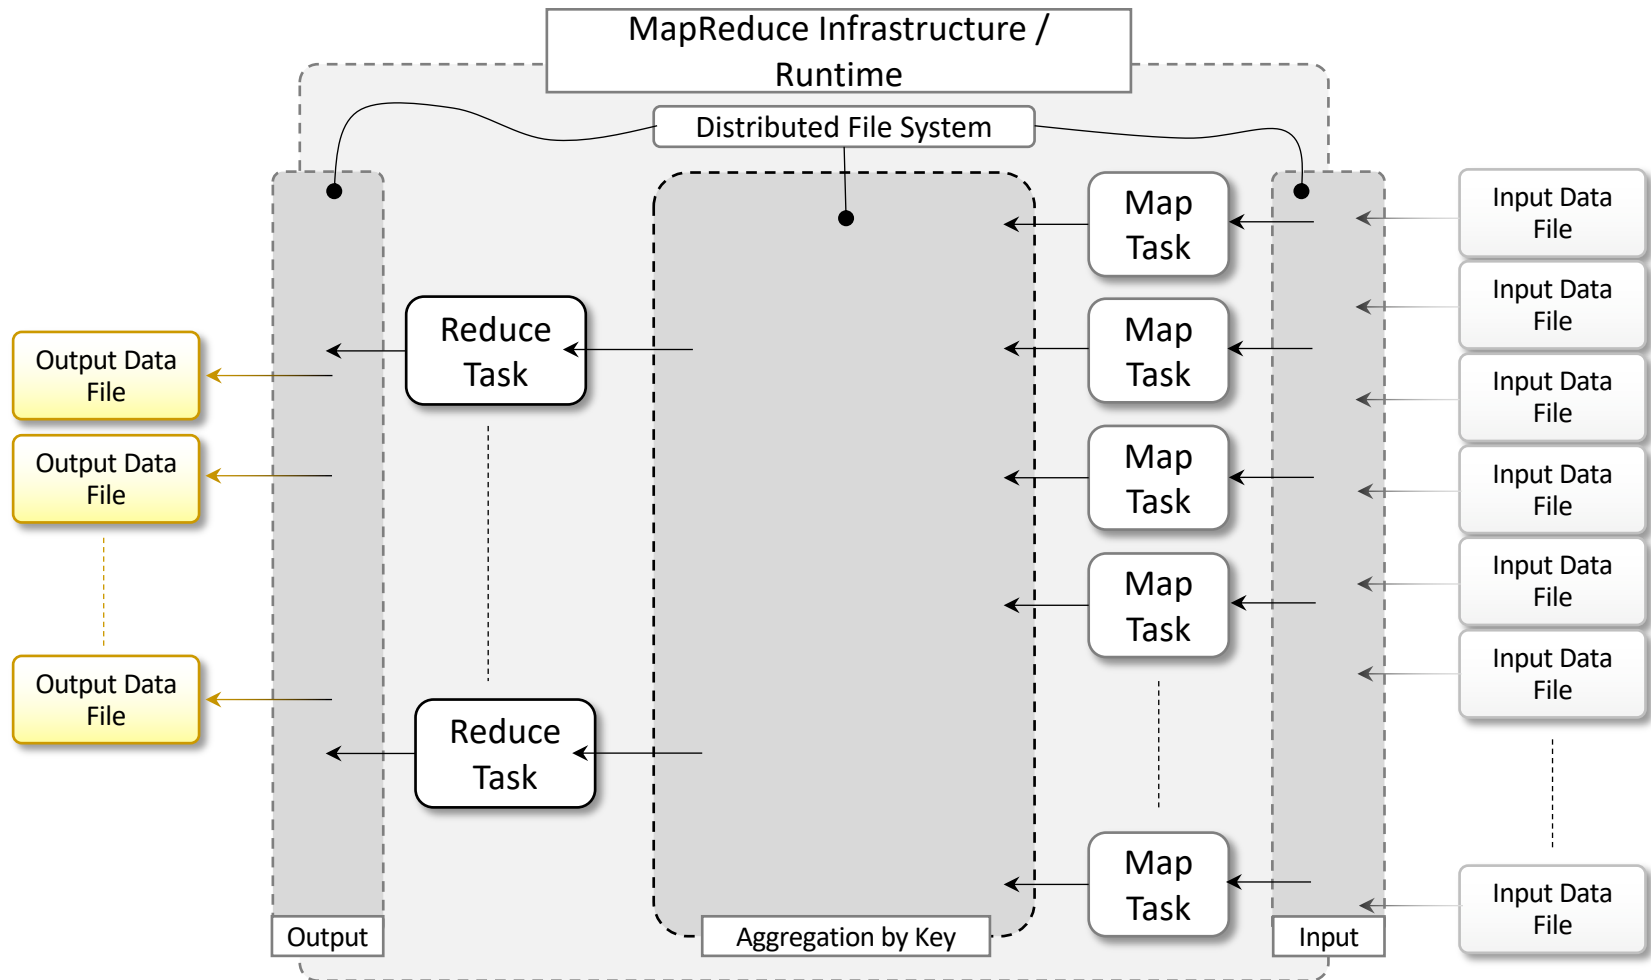 MapReduce Infrastructure /
Runtime
Distributed File System
Map
Task
Map
Task
Map
Task
Map
Task
Map
Task
Reduce
Task
Reduce
Task
Input Data
File
Input Data
File
Input Data
File
Input Data
File
Input Data
File
Input Data
File
Input Data
File
Output Data
File
Output Data
File
Output Data
File
Output
Aggregation by Key
Input